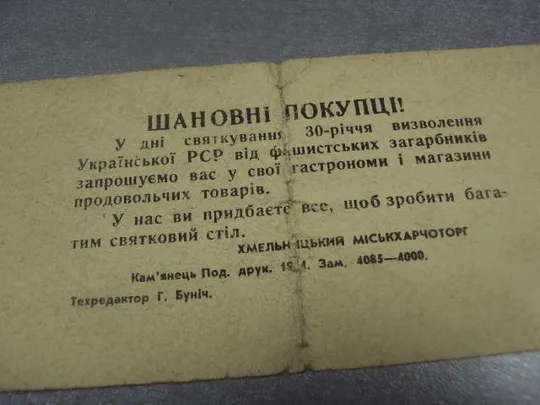 ШАНОВНІ ПОКУПЦІ!
У дні святкування 30-річчя визволення
Української РСР від фашистських загарбників
запрошуємо вас у свої гастрономи і магазини
продовольчих товарів.
У нас ви придбаєте все, щоб зробити бага-
тим святковий стіл.
ХМЕЛЬНИЦЬКИЙ МІСЬКХАРЧОТОРГ
Кам'янець Под. друк. Зам. 4085—4000.
Техредактор Г. Буніч.